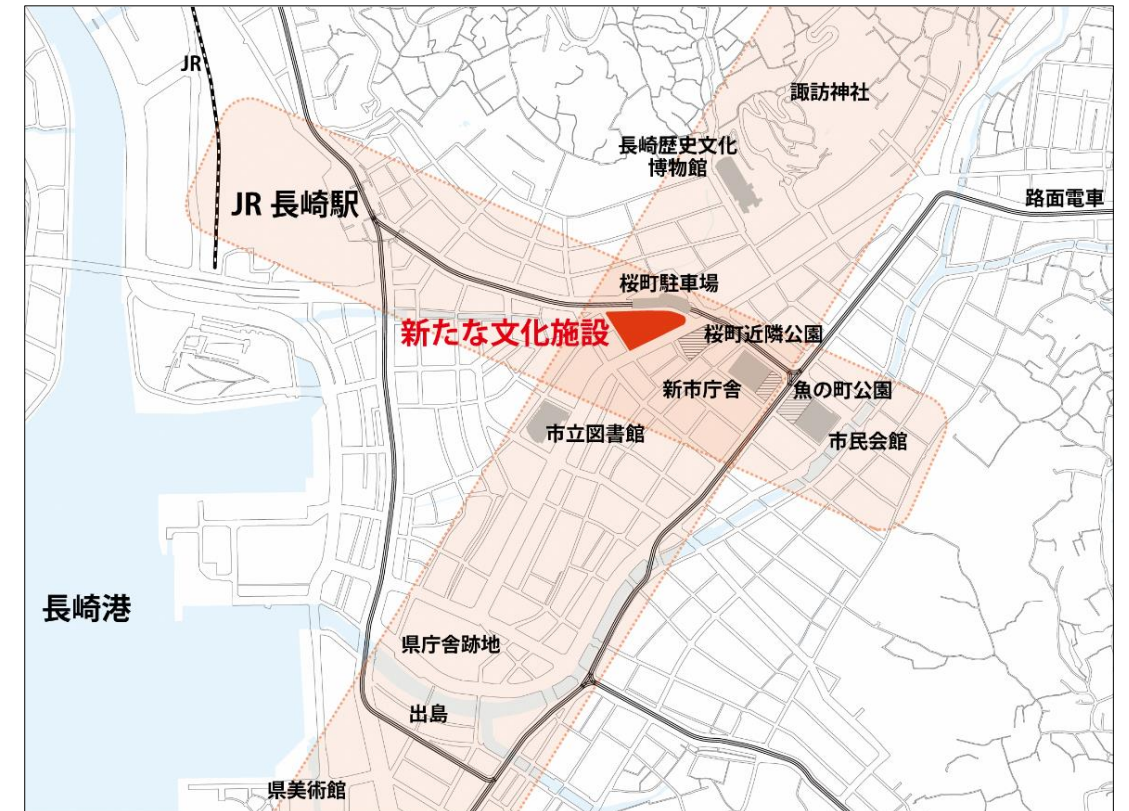 JR
諏訪神社
長崎歴史文化
博物館
JR 長崎駅
路面電車
桜町駐車場
新たな文化施設
桜町近隣公園
新市庁舎
魚の町公園
市立図書館
市民会館
長崎港
県庁舎跡地
出島
県美術館